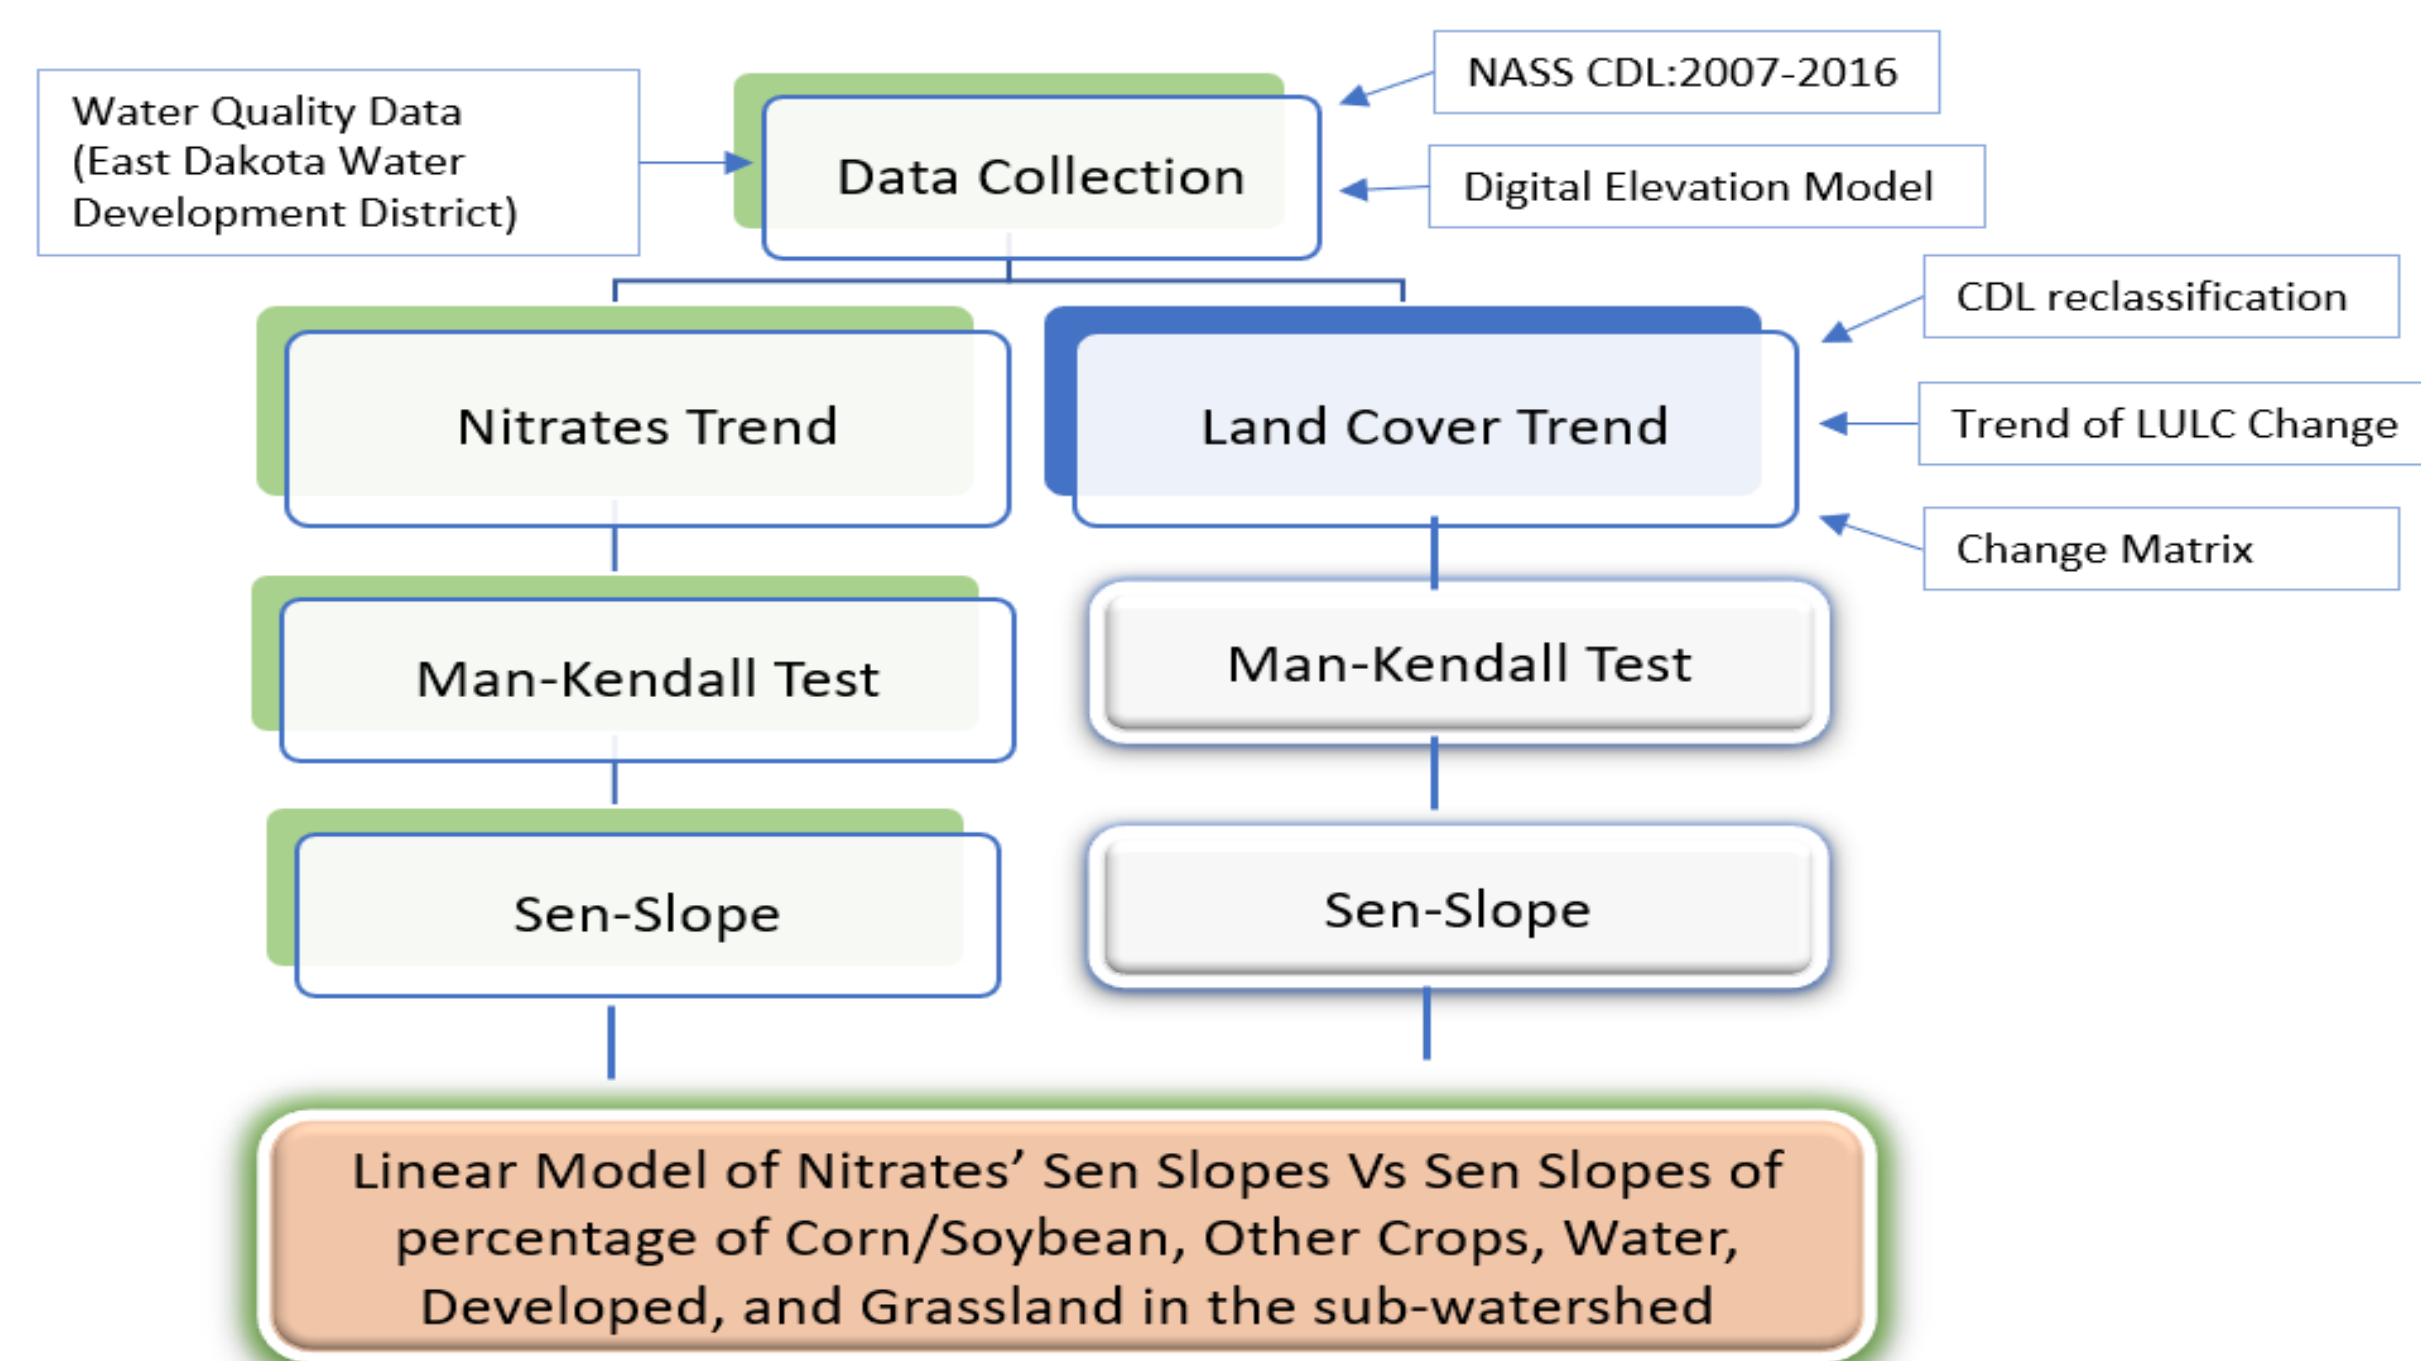 NASS CDL:2007-2016
Water Quality Data
(East Dakota Water
Development District)
Data Collection
Digital Elevation Model
CDL reclassification
Nitrates Trend
Land Cover Trend
Trend of LULC Change
Change Matrix
Man-Kendall Test
Man-Kendall Test
Sen-Slope
Sen-Slope
Linear Model of Nitrates’ Sen Slopes Vs Sen Slopes of
percentage of Corn/Soybean, Other Crops, Water,
Developed, and Grassland in the sub-watershed